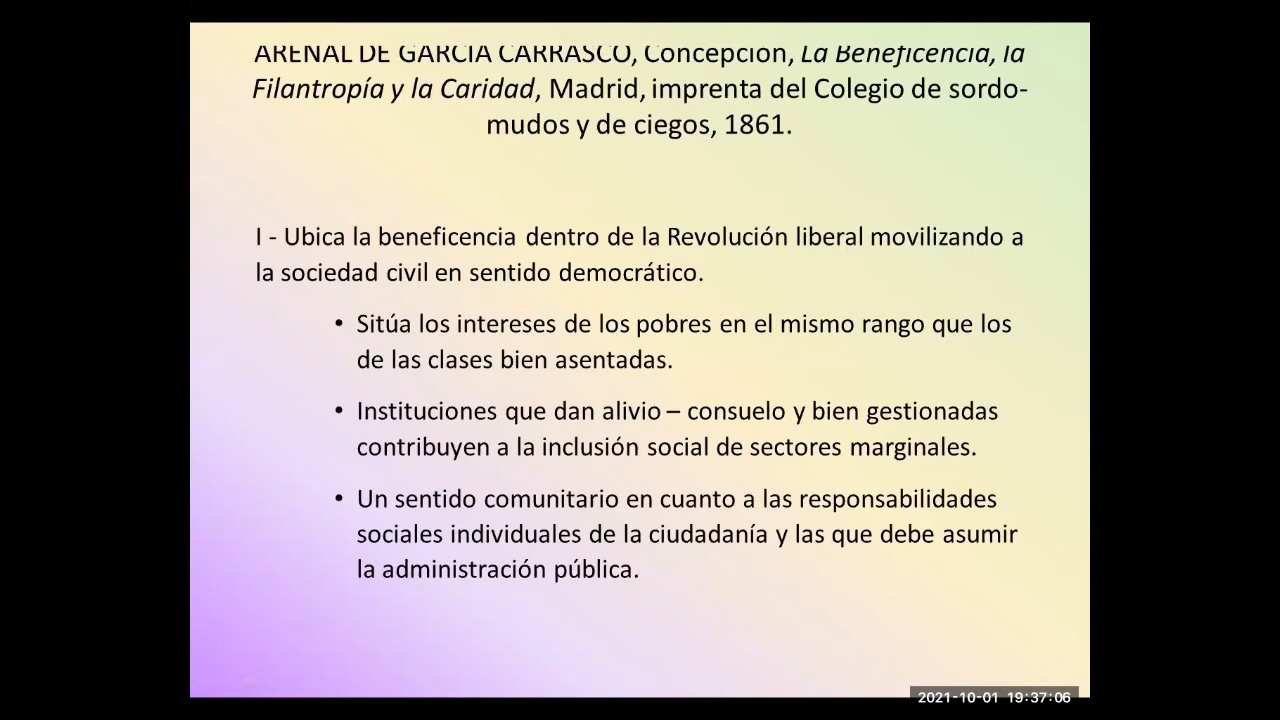 ARENAL DE GARCIA CARRASCO, Concepcion, La Beneficencia, la
Filantropía y la Caridad, Madrid, imprenta del Colegio de sordo-
mudos y de ciegos, 1861.
I - Ubica la beneficencia dentro de la Revolución liberal movilizando a
la sociedad civil en sentido democrático.
• Sitúa los intereses de los pobres en el mismo rango que los
de las clases bien asentadas.
• Instituciones que dan alivio – consuelo y bien gestionadas
contribuyen a la inclusión social de sectores marginales.
• Un sentido comunitario en cuanto a las responsabilidades
sociales individuales de la ciudadanía y las que debe asumir
la administración pública.
2021-10-01 19:37:06